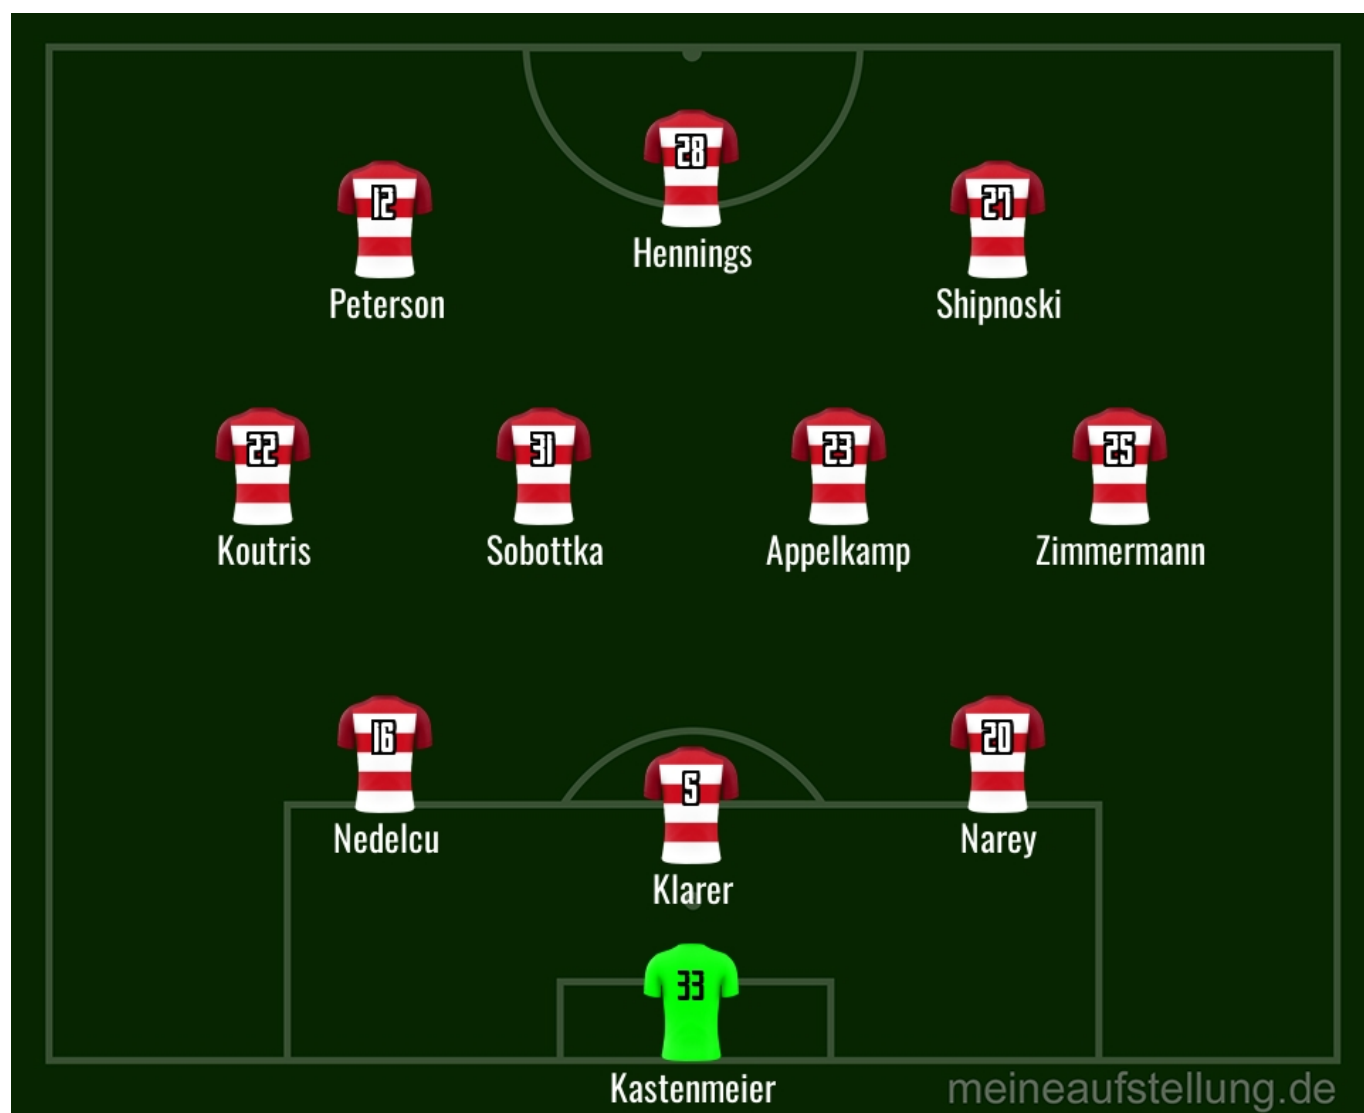 28
Hennings
12
Peterson
27
Shipnoski
22
Koutris
31
Sobottka
23
Appelkamp
25
Zimmermann
16
Nedelcu
5
Klarer
20
Narey
33
Kastenmeier
meineaufstellung.de